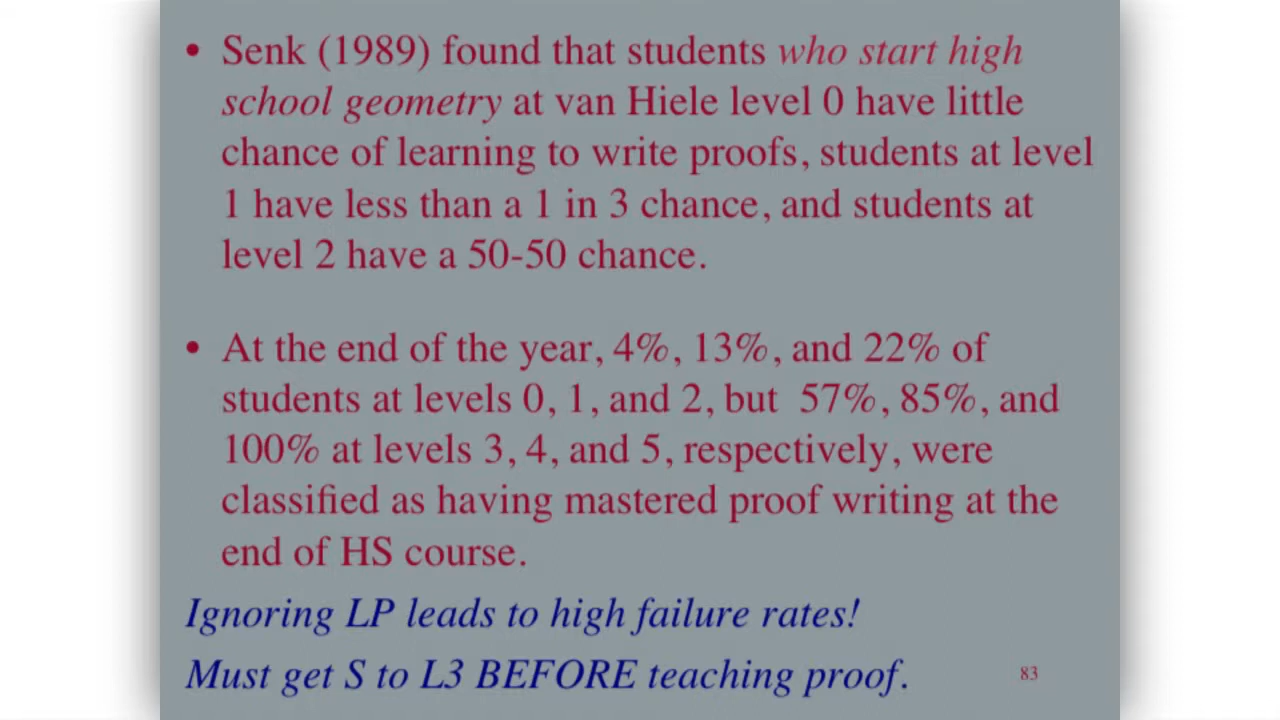 • Senk (1989) found that students who start high
school geometry at van Hiele level 0 have little
chance of learning to write proofs, students at level
1 have less than a 1 in 3 chance, and students at
level 2 have a 50-50 chance.
• At the end of the year, 4%, 13%, and 22% of
students at levels 0, 1, and 2, but 57%, 85%, and
100% at levels 3, 4, and 5, respectively, were
classified as having mastered proof writing at the
end of HS course.
Ignoring LP leads to high failure rates!
Must get S to L3 BEFORE teaching proof.
83